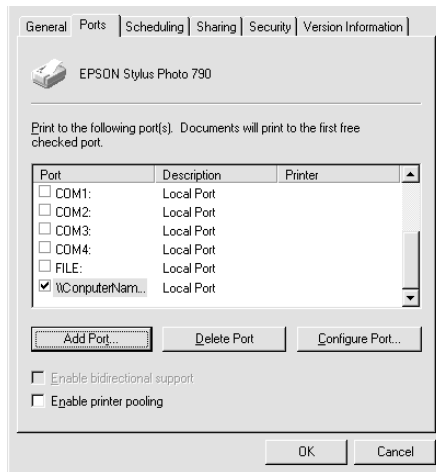 General Ports Scheduling Sharing Security Version Information
EPSON Stylus Photo 790
Print to the following port(s). Documents will print to the first free
checked port.
Port Description Printer
COM1: Local Port
COM2: Local Port
COM3: Local Port
COM4: Local Port
FILE: Local Port
\\ConputerNam... Local Port
Add Port... Delete Port Configure Port...
Enable bidirectional support
Enable printer pooling
OK Cancel